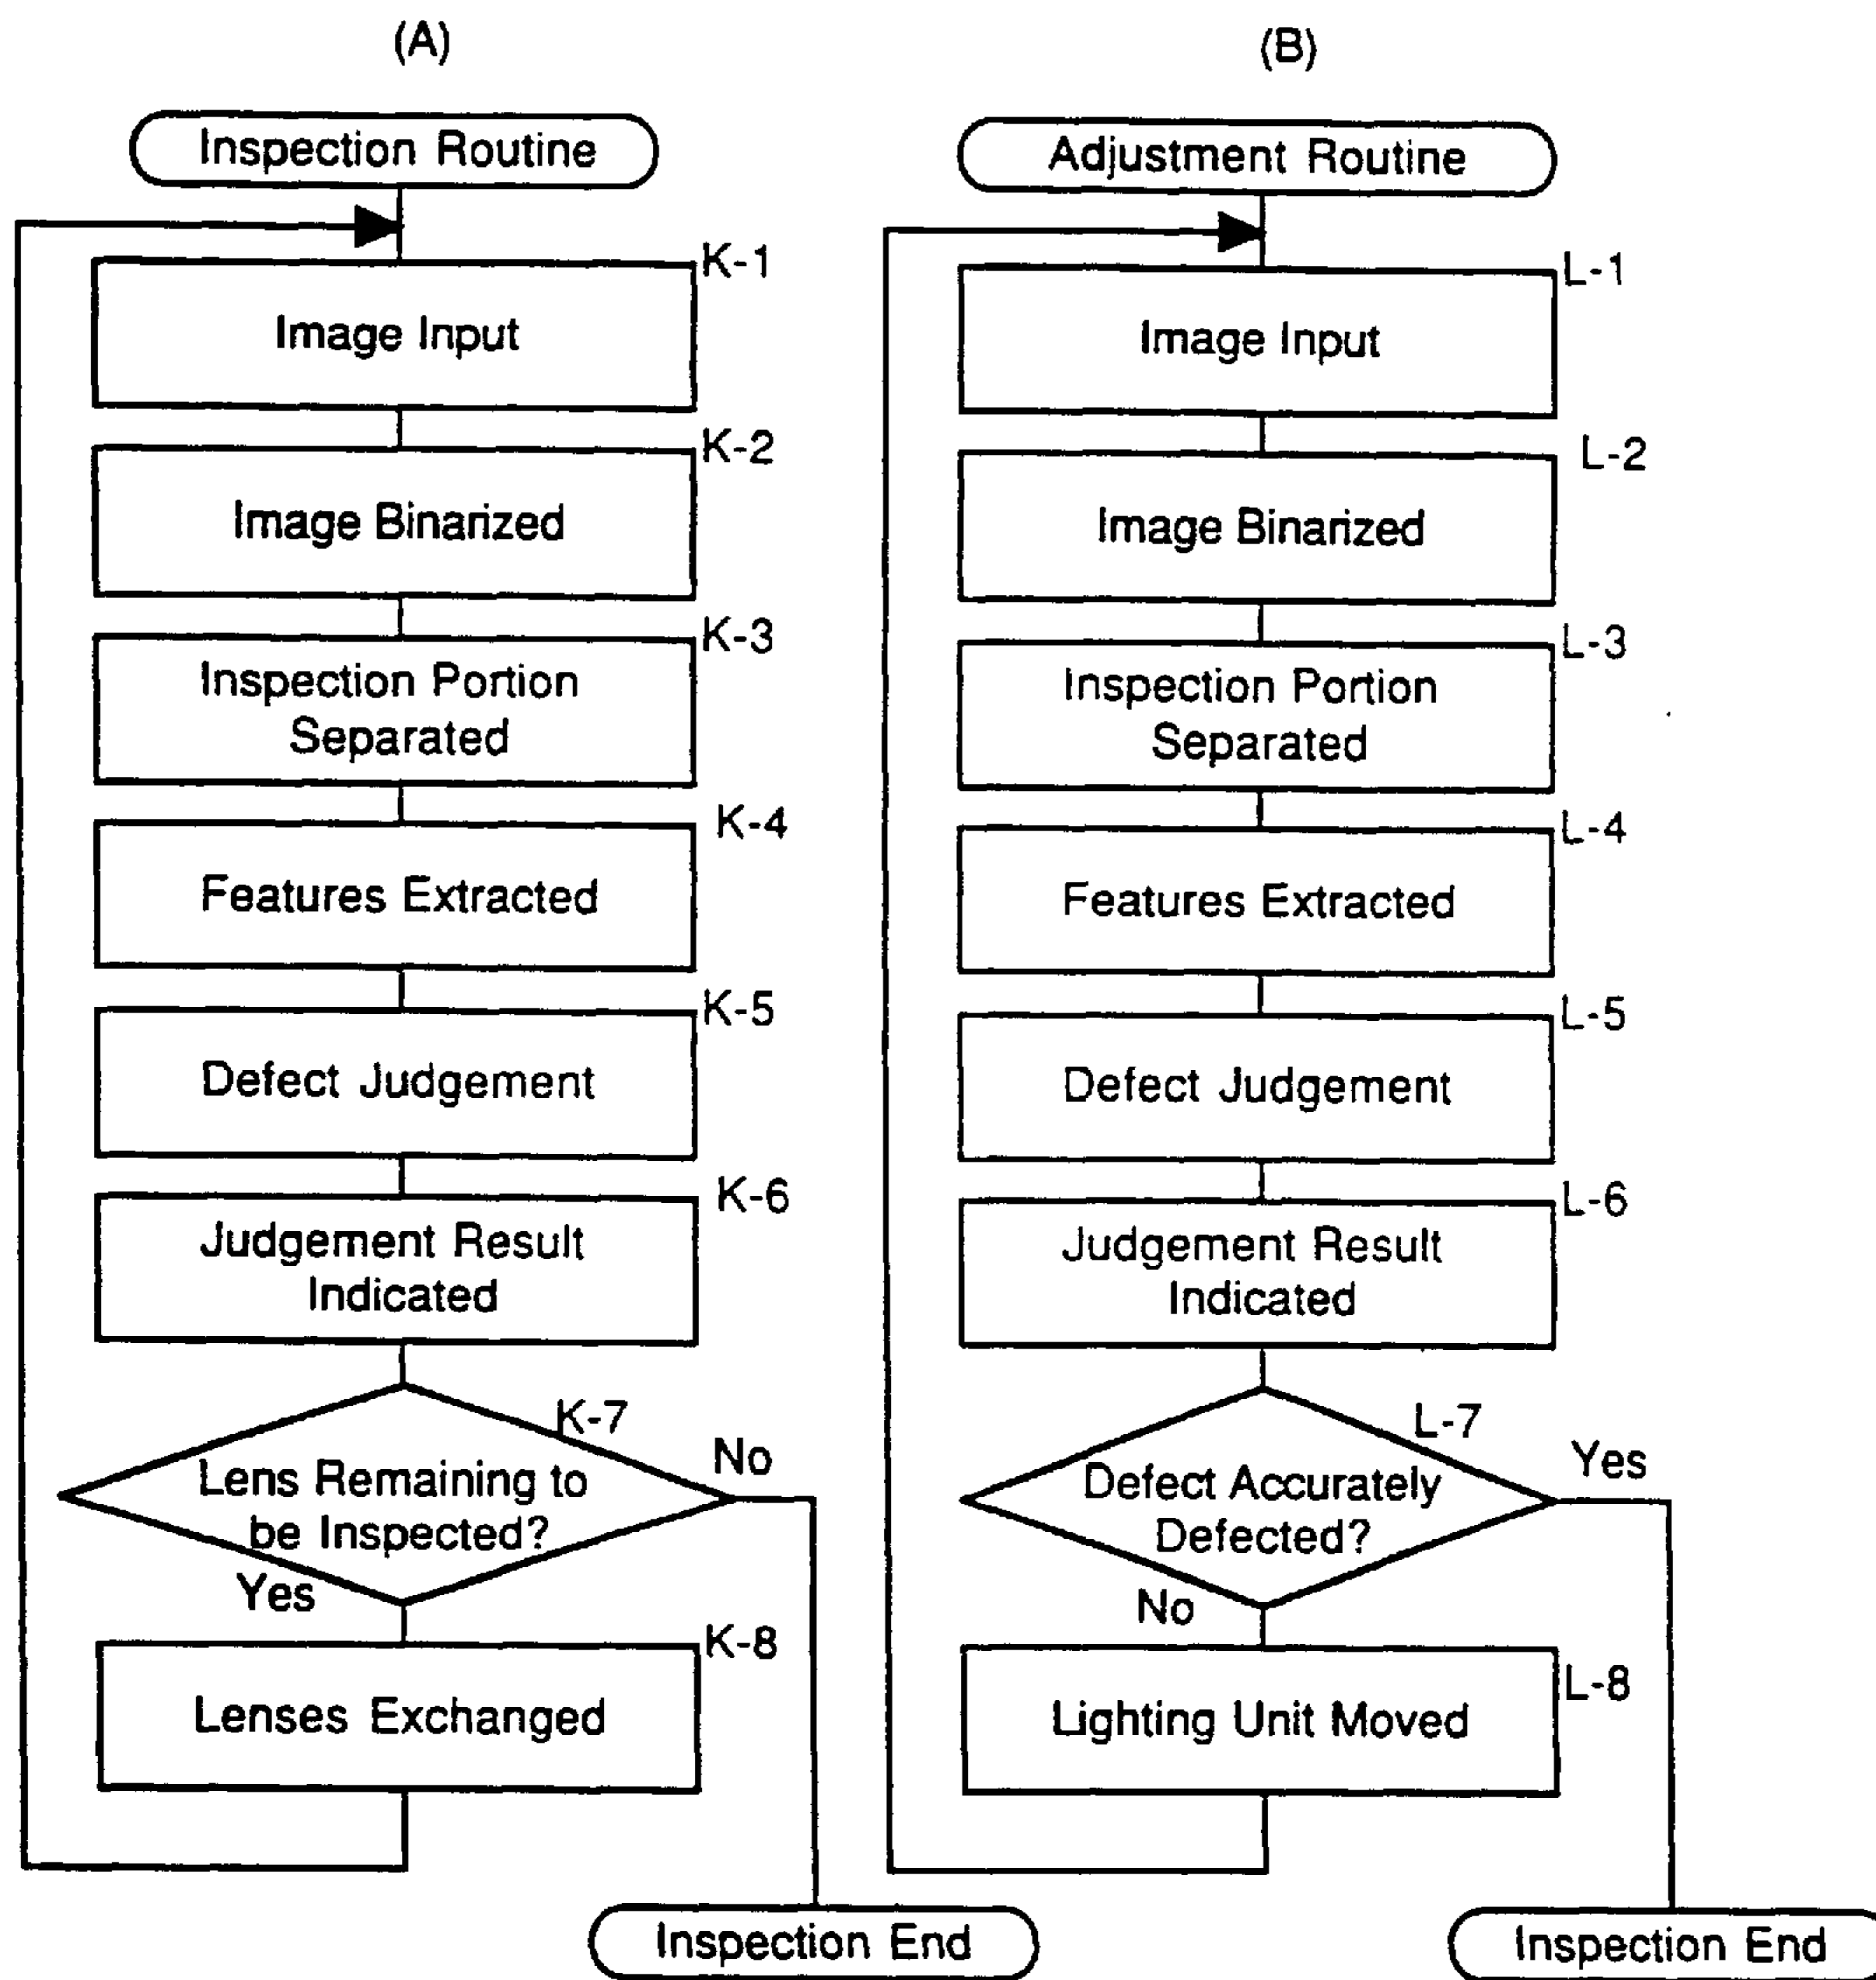 (A)
Inspection Routine
K-1
Image Input
K-2
Image Binarized
K-3
Inspection Portion
Separated
K-4
Features Extracted
K-5
Defect Judgement
K-6
Judgement Result
Indicated
K-7
Lens Remaining to
be Inspected?
No
Yes
K-8
Lenses Exchanged
Inspection End
(B)
Adjustment Routine
L-1
Image Input
L-2
Image Binarized
L-3
Inspection Portion
Separated
L-4
Features Extracted
L-5
Defect Judgement
L-6
Judgement Result
Indicated
L-7
Defect Accurately
Defected?
Yes
No
L-8
Lighting Unit Moved
Inspection End